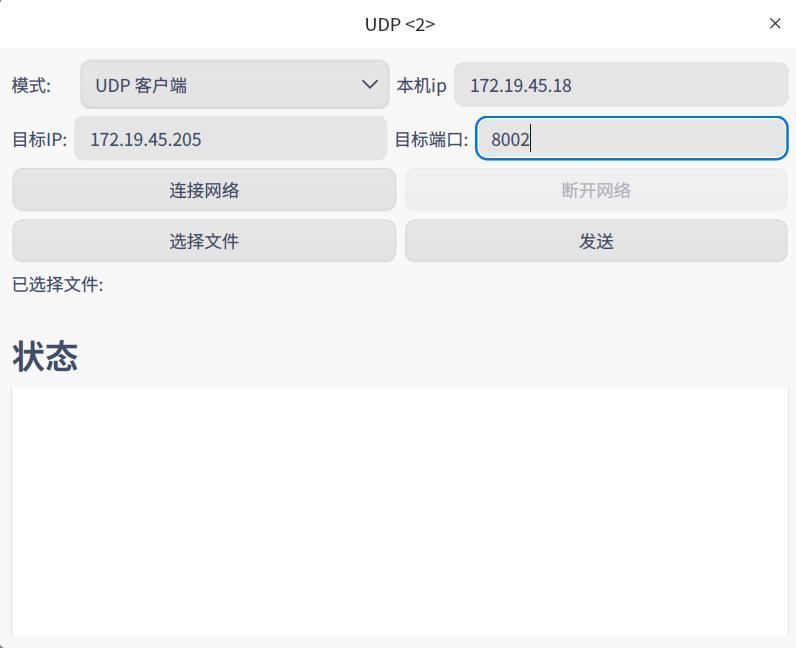 UDP <2>
模式: UDP 客户端 本机ip 172.19.45.18
目标IP: 172.19.45.205 目标端口: 8002
连接网络 断开网络
选择文件 发送
已选择文件:
状态